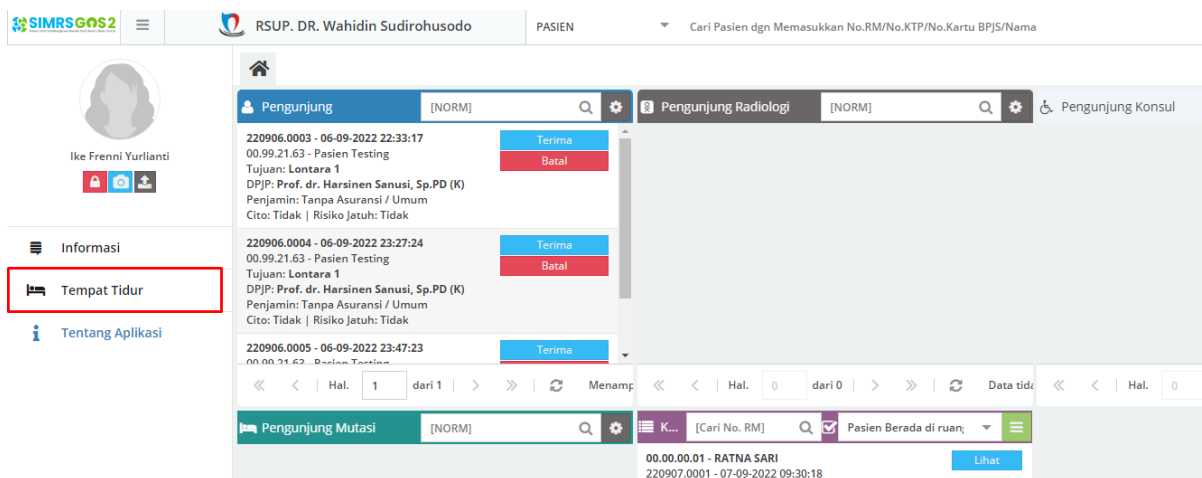 SIMRSGOS2
RSUP. DR. Wahidin Sudirohusodo
PASIEN
Cari Pasien dgn Memasukkan No.RM/No.KTP/No.Kartu BPJS/Nama
Ike Frenni Yurlianti
Informasi
Tempat Tidur
Tentang Aplikasi
Pengunjung
[NORM]
220906.0003 - 06-09-2022 22:33:17
Terima
00.99.21.63 - Pasien Testing
Batal
Tujuan: Lontara 1
DPJP: Prof. dr. Harsinen Sanusi, Sp.PD (K)
Penjamin: Tanpa Asuransi / Umum
Cito: Tidak | Risiko Jatuh: Tidak
220906.0004 - 06-09-2022 23:27:24
Terima
00.99.21.63 - Pasien Testing
Batal
Tujuan: Lontara 1
DPJP: Prof. dr. Harsinen Sanusi, Sp.PD (K)
Penjamin: Tanpa Asuransi / Umum
Cito: Tidak | Risiko Jatuh: Tidak
220906.0005 - 06-09-2022 23:47:23
Terima
00.99.21.63 - Pasien Testing
Hal. 1 dari 1
Menamp
Pengunjung Radiologi
[NORM]
Hal. 0 dari 0
Data tida
Pengunjung Konsul
Hal. 0
Pengunjung Mutasi
[NORM]
K...
[Cari No. RM]
Pasien Berada di ruang
00.00.00.01 - RATNA SARI
Lihat
220907.0001 - 07-09-2022 09:30:18